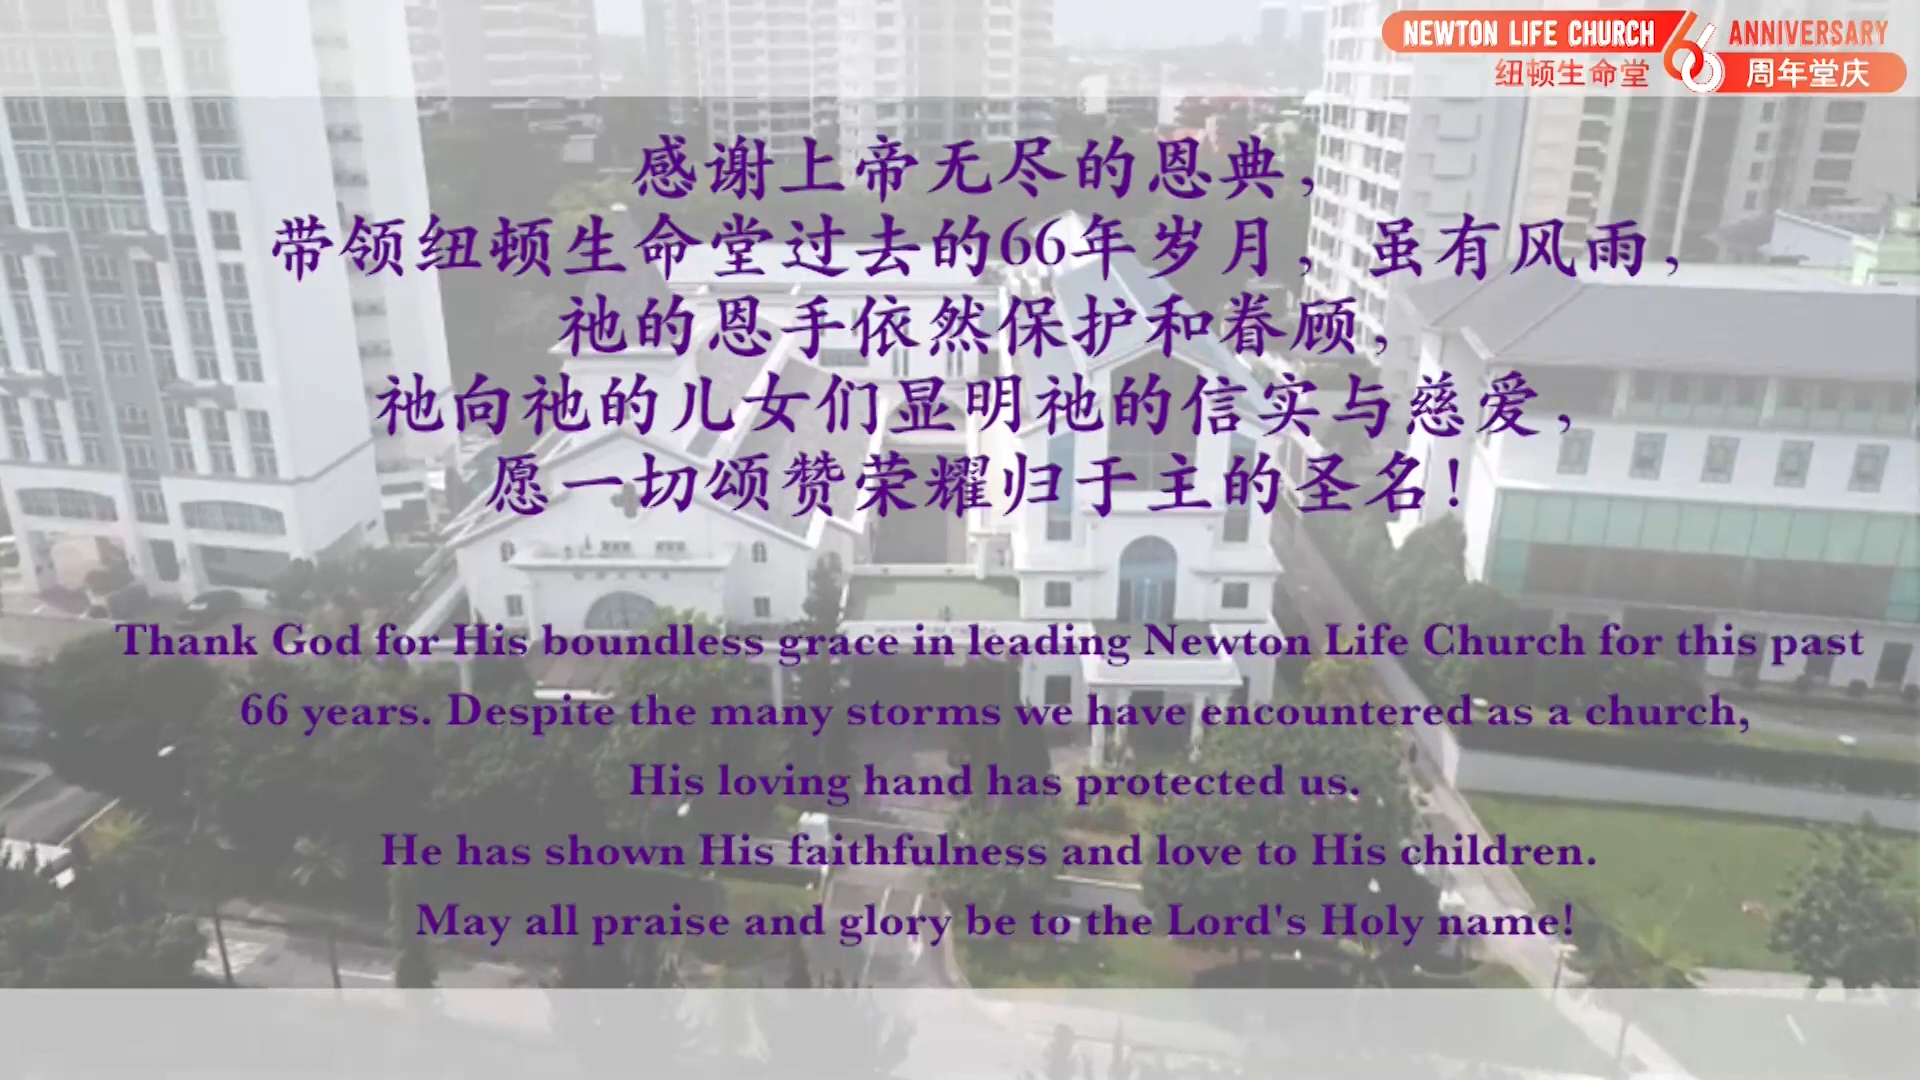 NEWTON LIFE CHURCH 66 ANNIVERSARY
纽顿生命堂 周年堂庆
感谢上帝无尽的恩典，
带领纽顿生命堂过去的66年岁月，虽有风雨，
祂的恩手依然保护和眷顾，
祂向祂的儿女们显明祂的信实与慈爱，
愿一切颂赞荣耀归于主的圣名！
Thank God for His boundless grace in leading Newton Life Church for this past
66 years. Despite the many storms we have encountered as a church,
His loving hand has protected us.
He has shown His faithfulness and love to His children.
May all praise and glory be to the Lord's Holy name!